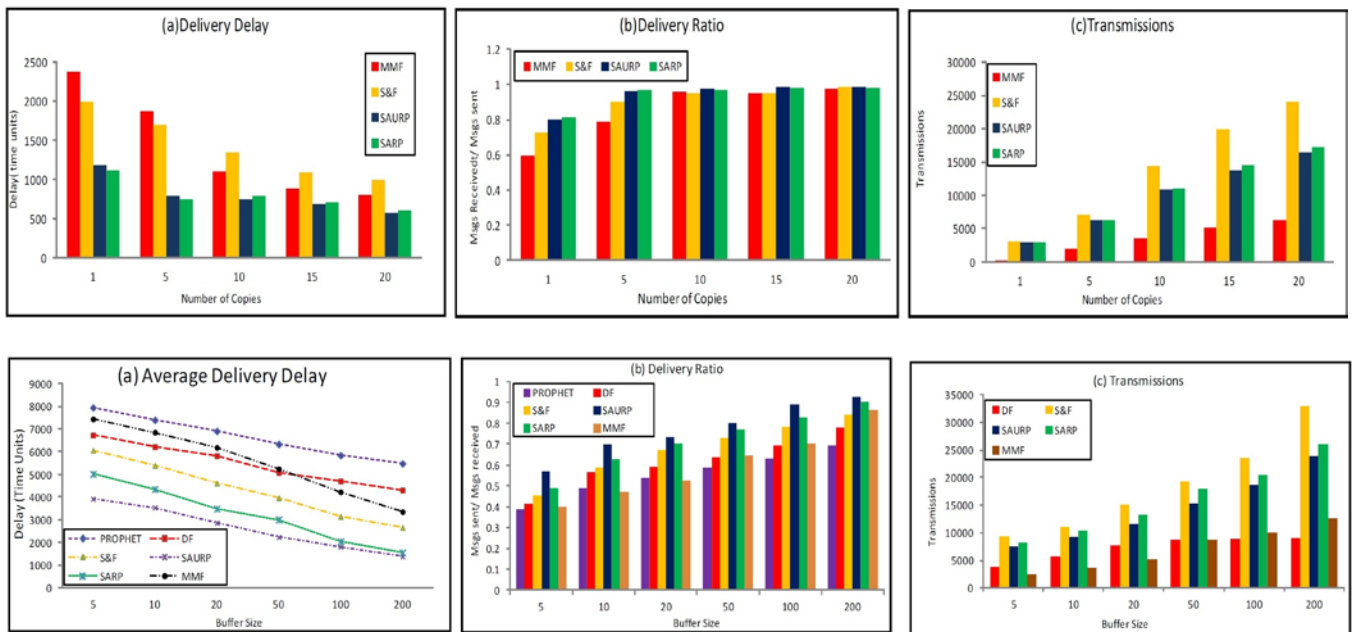 (a)Delivery Delay
Delay( time units)
2500
2000
1500
1000
500
0
MMF
S&F
SAURP
SARP
1 5 10 15 20
Number of Copies
(b)Delivery Ratio
Msgs Receivedt/ Msgs sent
1.2
1
0.8
0.6
0.4
0.2
0
MMF S&F SAURP SARP
1 5 10 15 20
Number of Copies
(c)Transmissions
Transmissions
30000
25000
20000
15000
10000
5000
0
MMF
S&F
SAURP
SARP
1 5 10 15 20
Number of Copies
(a) Average Delivery Delay
Delay(Time Units)
9000
8000
7000
6000
5000
4000
3000
2000
1000
0
PROPHET DF
S&F SAURP
SARP MMF
5 10 20 50 100 200
Buffer Size
(b) Delivery Ratio
Msgs sent/ Msgs received
1
0.9
0.8
0.7
0.6
0.5
0.4
0.3
0.2
0.1
0
PROPHET DF
S&F SAURP
SARP MMF
5 10 20 50 100 200
Buffer Size
(c) Transmissions
Transmissions
35000
30000
25000
20000
15000
10000
5000
0
DF S&F
SAURP SARP
MMF
5 10 20 50 100 200
Buffer Size